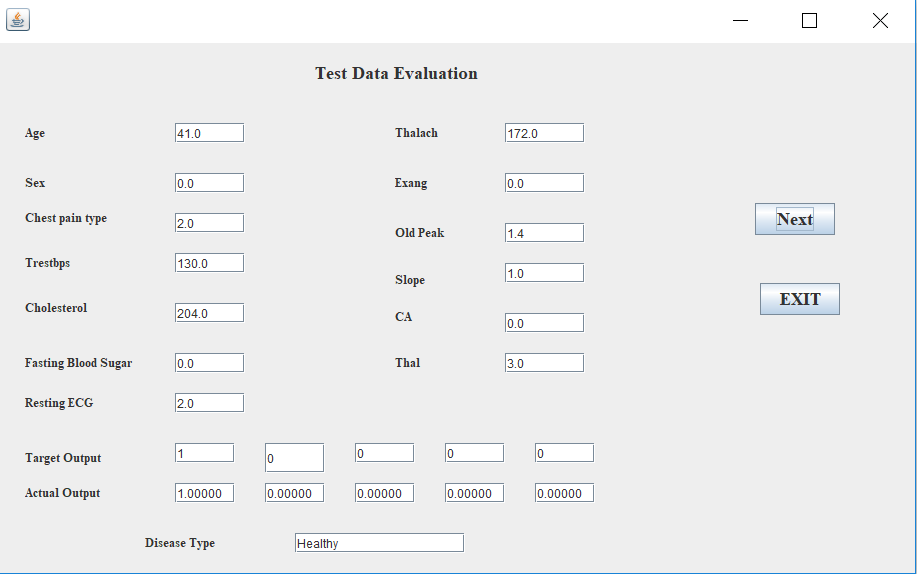 Test Data Evaluation
Age 41.0 Thalach 172.0
Sex 0.0 Exang 0.0
Chest pain type 2.0 Old Peak 1.4 Next
Trestbps 130.0 Slope 1.0
Cholesterol 204.0 CA 0.0 EXIT
Fasting Blood Sugar 0.0 Thal 3.0
Resting ECG 2.0
Target Output 1 0 0 0 0
Actual Output 1.00000 0.00000 0.00000 0.00000 0.00000
Disease Type Healthy